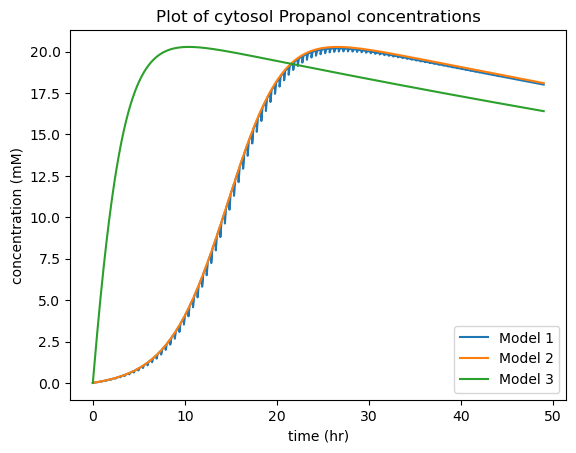 Plot of cytosol Propanol concentrations
20.0
17.5
15.0
12.5
10.0
7.5
5.0
2.5
0.0
concentration (mM)
Model 1
Model 2
Model 3
0 10 20 30 40 50
time (hr)